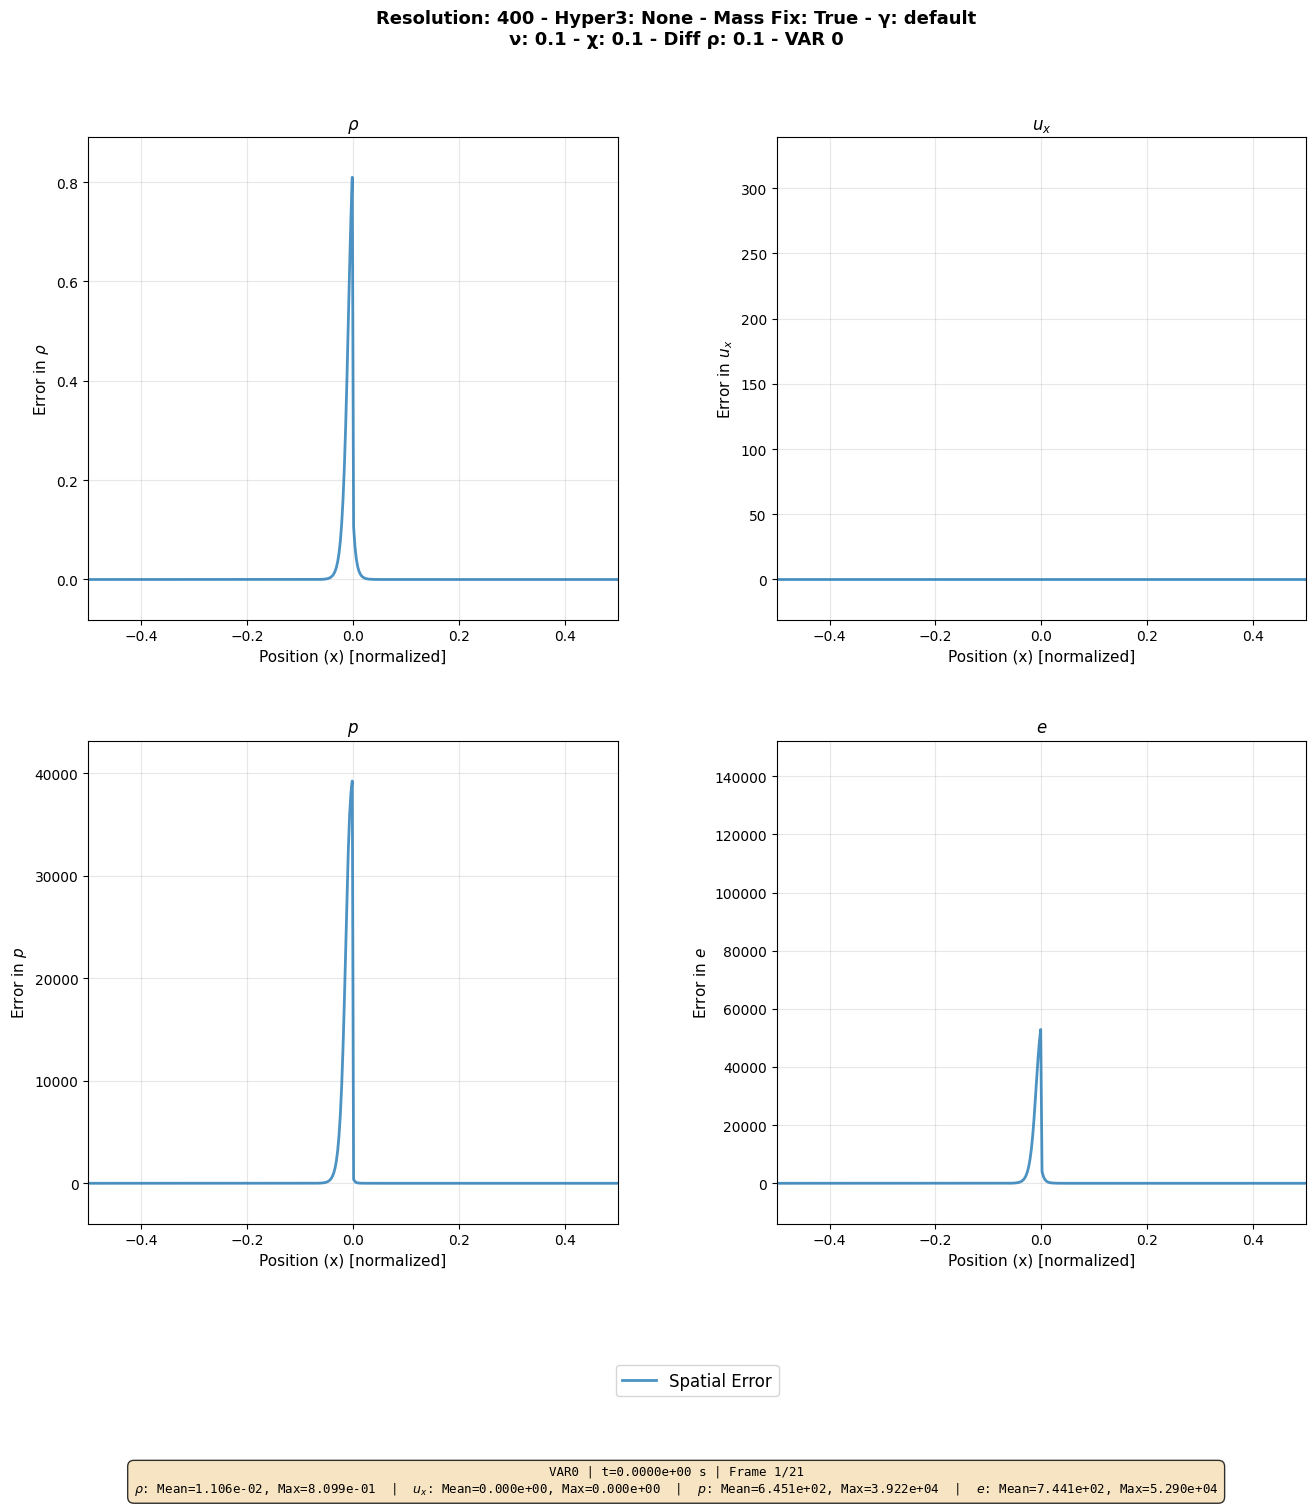 Resolution: 400 - Hyper3: None - Mass Fix: True - γ: default
ν: 0.1 - χ: 0.1 - Diff ρ: 0.1 - VAR 0
ρ
Error in ρ
0.8
0.6
0.4
0.2
0.0
−0.4 −0.2 0.0 0.2 0.4
Position (x) [normalized]
uₓ
Error in uₓ
300
250
200
150
100
50
0
−0.4 −0.2 0.0 0.2 0.4
Position (x) [normalized]
p
Error in p
40000
30000
20000
10000
0
−0.4 −0.2 0.0 0.2 0.4
Position (x) [normalized]
e
Error in e
140000
120000
100000
80000
60000
40000
20000
0
−0.4 −0.2 0.0 0.2 0.4
Position (x) [normalized]
Spatial Error
VAR0 | t=0.0000e+00 s | Frame 1/21
ρ: Mean=1.106e-02, Max=8.099e-01 | uₓ: Mean=0.000e+00, Max=0.000e+00 | p: Mean=6.451e+02, Max=3.922e+04 | e: Mean=7.441e+02, Max=5.290e+04